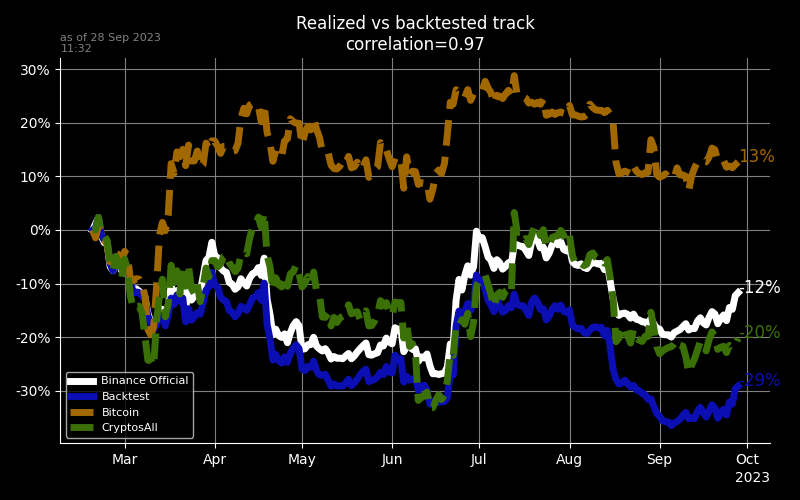 Realized vs backtested track
correlation=0.97
as of 28 Sep 2023
11:32
30%
20%
10%
0%
-10%
-20%
-30%
13%
-12%
-20%
-29%
Binance Official
Backtest
Bitcoin
CryptosAll
Mar Apr May Jun Jul Aug Sep Oct
2023